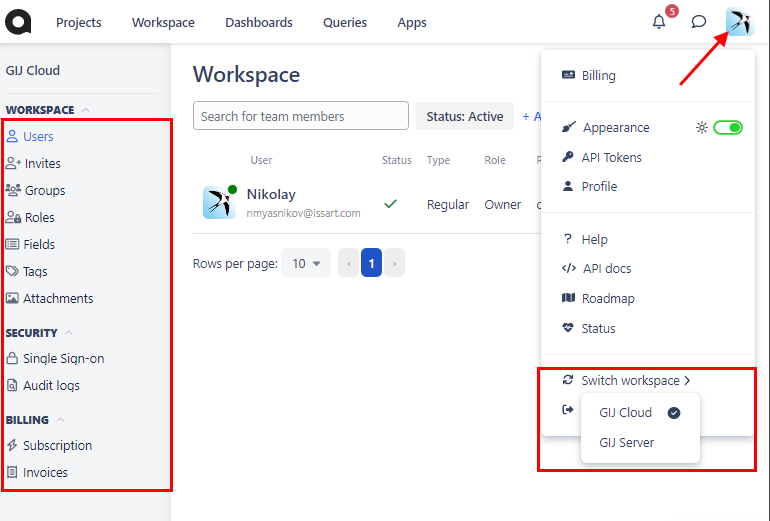 Projects Workspace Dashboards Queries Apps 5
GIJ Cloud
WORKSPACE
Users
Invites
Groups
Roles
Fields
Tags
Attachments
SECURITY
Single Sign-on
Audit logs
BILLING
Subscription
Invoices
Workspace
Search for team members Status: Active + A
User Status Type Role
Nikolay
nmyasnikov@issart.com
Regular Owner
Rows per page: 10 ‹ 1 ›
Billing
Appearance
API Tokens
Profile
? Help
</> API docs
Roadmap
Status
Switch workspace
GIJ Cloud
GIJ Server